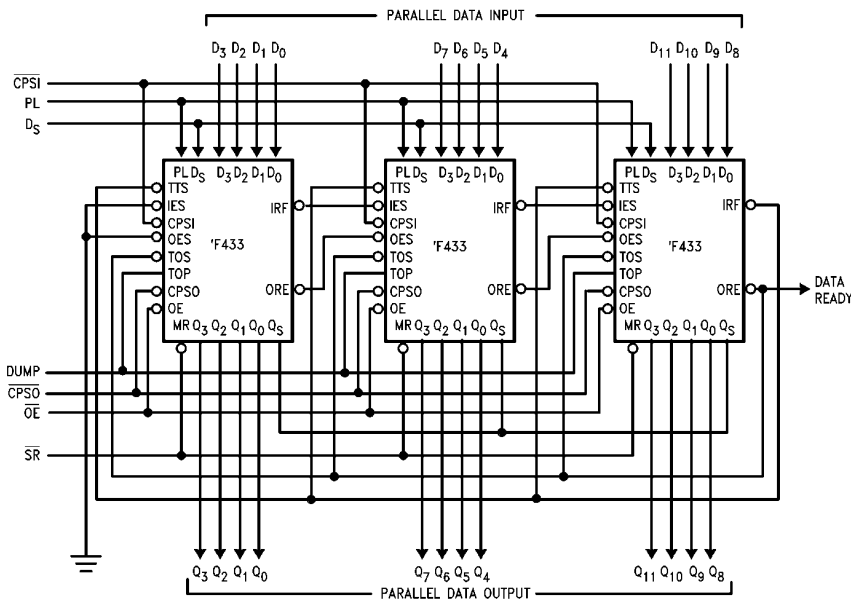 PARALLEL DATA INPUT
D3 D2 D1 D0
D7 D6 D5 D4
D11 D10 D9 D8
CPSI
PL
DS
PL DS D3 D2 D1 D0
TTS
IES
CPSI
OES
TOS
TOP
CPSO
OE
IRF
'F433
ORE
MR Q3 Q2 Q1 Q0 QS
PL DS D3 D2 D1 D0
TTS
IES
CPSI
OES
TOS
TOP
CPSO
OE
IRF
'F433
ORE
MR Q3 Q2 Q1 Q0 QS
PL DS D3 D2 D1 D0
TTS
IES
CPSI
OES
TOS
TOP
CPSO
OE
IRF
'F433
ORE
MR Q3 Q2 Q1 Q0 QS
DATA
READY
DUMP
CPSO
OE
SR
Q3 Q2 Q1 Q0
Q7 Q6 Q5 Q4
Q11 Q10 Q9 Q8
PARALLEL DATA OUTPUT